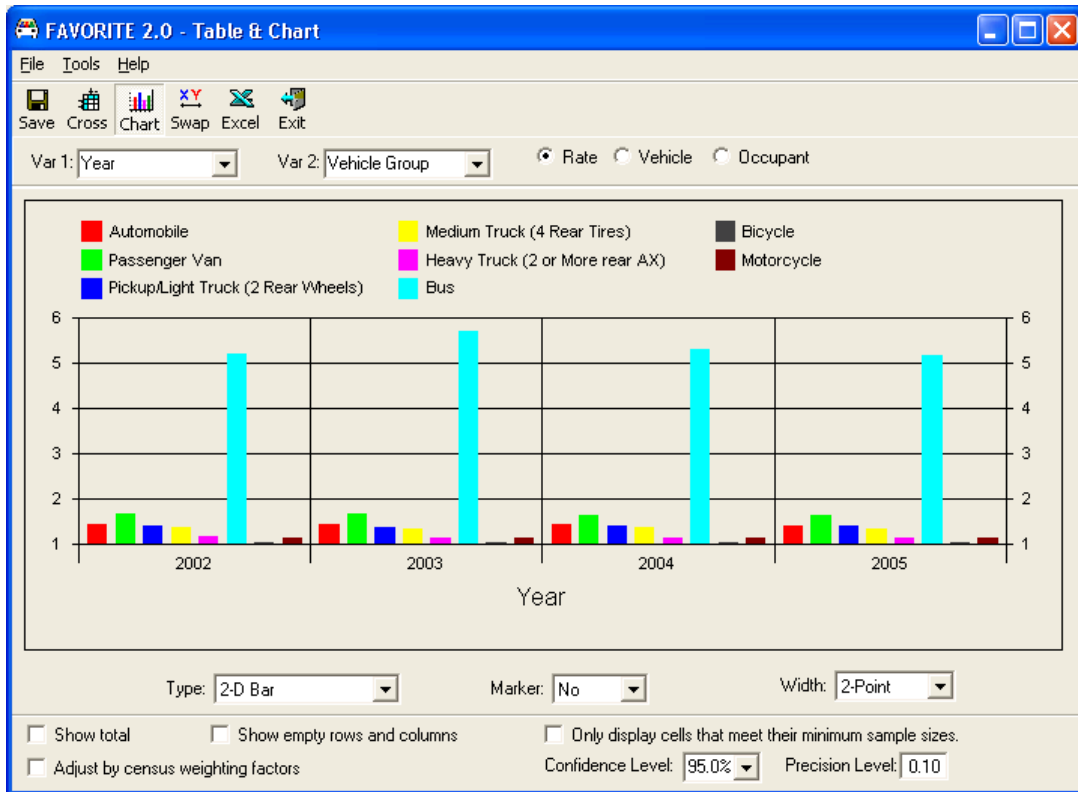 FAVORITE 2.0 - Table & Chart
File Tools Help
Save Cross Chart Swap Excel Exit
Var 1: Year Var 2: Vehicle Group Rate Vehicle Occupant
Automobile Medium Truck (4 Rear Tires) Bicycle
Passenger Van Heavy Truck (2 or More rear AX) Motorcycle
Pickup/Light Truck (2 Rear Wheels) Bus
6 6
5 5
4 4
3 3
2 2
1 1
2002 2003 2004 2005
Year
Type: 2-D Bar Marker: No Width: 2-Point
Show total Show empty rows and columns Only display cells that meet their minimum sample sizes.
Adjust by census weighting factors Confidence Level: 95.0% Precision Level: 0.10